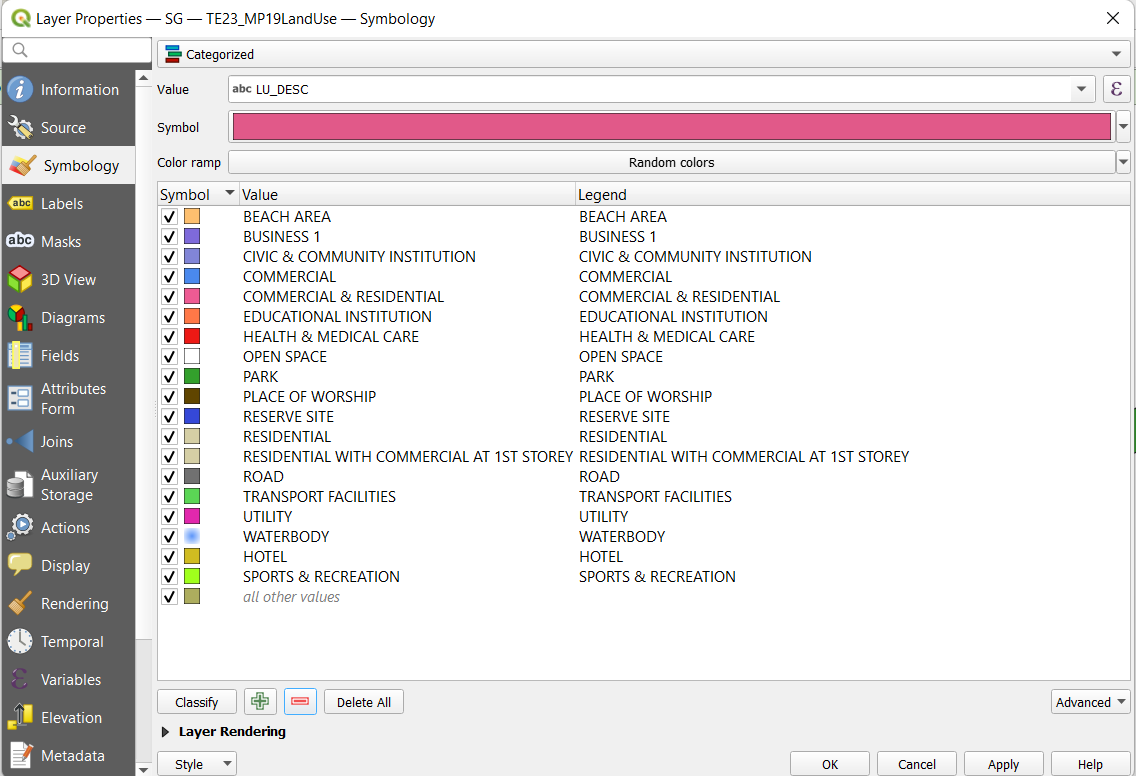 Layer Properties — SG — TE23_MP19LandUse — Symbology
Categorized
Information
Source
Symbology
abc Labels
abc Masks
3D View
Diagrams
Fields
Attributes
Form
Joins
Auxiliary
Storage
Actions
Display
Rendering
Temporal
ε Variables
Elevation
Metadata
Value abc LU_DESC ε
Symbol
Color ramp Random colors
Symbol Value Legend
BEACH AREA BEACH AREA
BUSINESS 1 BUSINESS 1
CIVIC & COMMUNITY INSTITUTION CIVIC & COMMUNITY INSTITUTION
COMMERCIAL COMMERCIAL
COMMERCIAL & RESIDENTIAL COMMERCIAL & RESIDENTIAL
EDUCATIONAL INSTITUTION EDUCATIONAL INSTITUTION
HEALTH & MEDICAL CARE HEALTH & MEDICAL CARE
OPEN SPACE OPEN SPACE
PARK PARK
PLACE OF WORSHIP PLACE OF WORSHIP
RESERVE SITE RESERVE SITE
RESIDENTIAL RESIDENTIAL
RESIDENTIAL WITH COMMERCIAL AT 1ST STOREY RESIDENTIAL WITH COMMERCIAL AT 1ST STOREY
ROAD ROAD
TRANSPORT FACILITIES TRANSPORT FACILITIES
UTILITY UTILITY
WATERBODY WATERBODY
HOTEL HOTEL
SPORTS & RECREATION SPORTS & RECREATION
all other values
Classify Delete All Advanced
Layer Rendering
Style OK Cancel Apply Help